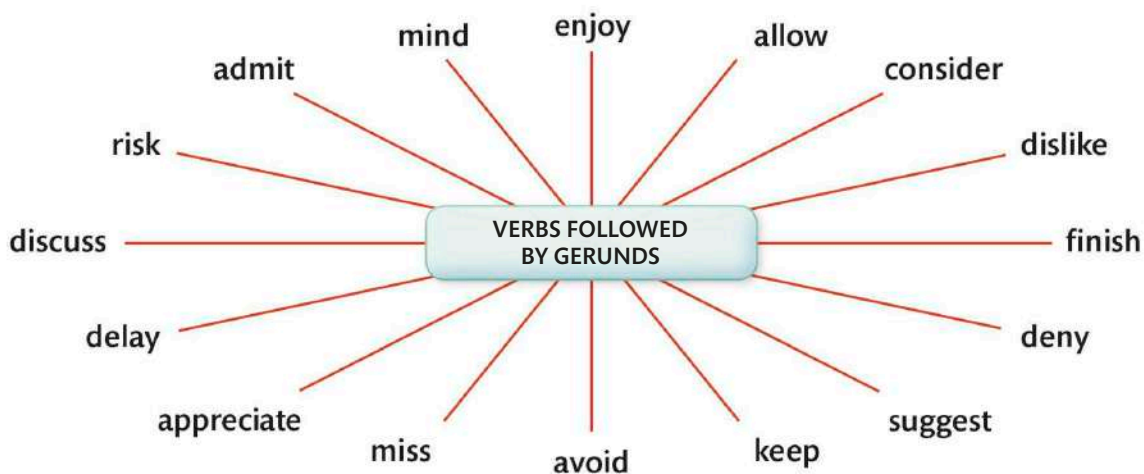 enjoy
mind
allow
admit
consider
risk
dislike
VERBS FOLLOWED
BY GERUNDS
discuss
finish
delay
deny
appreciate
suggest
miss
keep
avoid